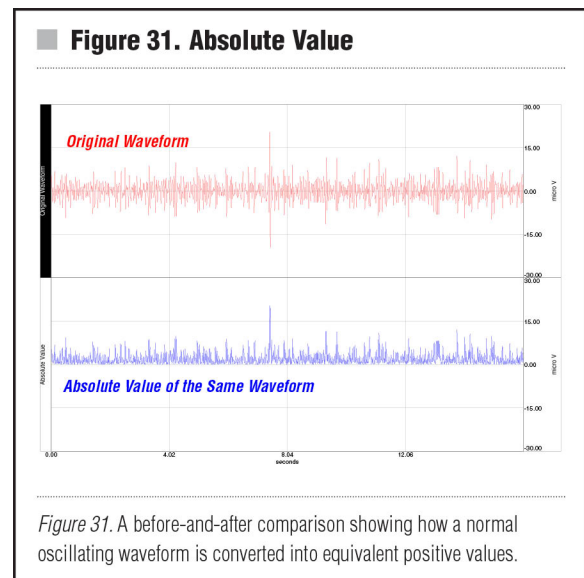 Figure 31. Absolute Value
Original Waveform
Original Waveform
30.00
15.00
0.00
-15.00
-30.00
micro V
Absolute Value
Absolute Value of the Same Waveform
30.00
15.00
0.00
-15.00
-30.00
micro V
0.00
4.02
8.04
12.06
seconds
Figure 31. A before-and-after comparison showing how a normal
oscillating waveform is converted into equivalent positive values.